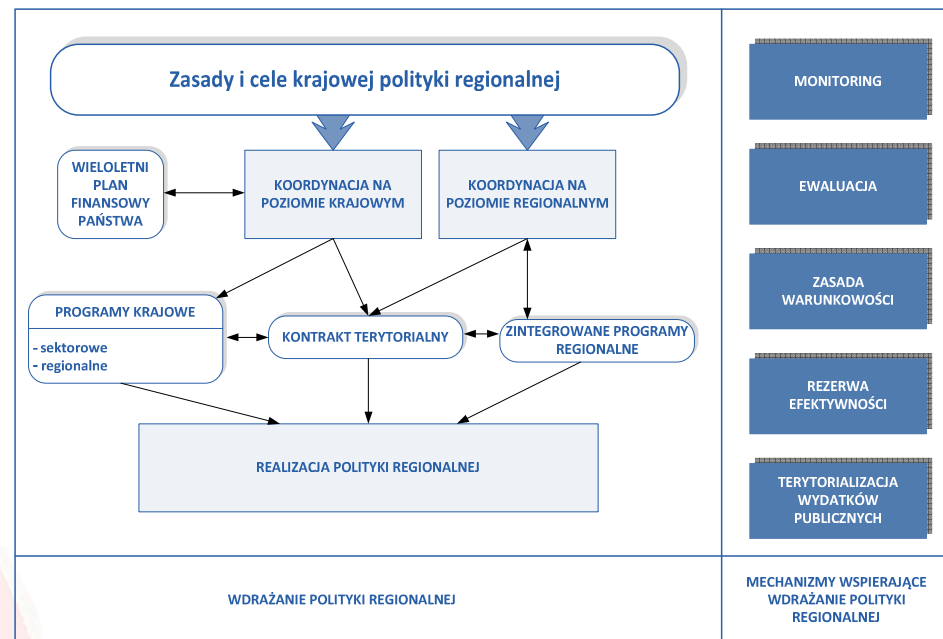 Zasady i cele krajowej polityki regionalnej
WIELOLETNI
PLAN
FINANSOWY
PAŃSTWA
KOORDYNACJA NA
POZIOMIE KRAJOWYM
KOORDYNACJA NA
POZIOMIE REGIONALNYM
PROGRAMY KRAJOWE
- sektorowe
- regionalne
KONTRAKT TERYTORIALNY
ZINTEGROWANE PROGRAMY
REGIONALNE
REALIZACJA POLITYKI REGIONALNEJ
WDRAŻANIE POLITYKI REGIONALNEJ
MONITORING
EWALUACJA
ZASADA
WARUNKOWOŚCI
REZERWA
EFEKTYWNOŚCI
TERYTORIALIZACJA
WYDATKÓW
PUBLICZNYCH
MECHANIZMY WSPIERAJĄCE
WDRAŻANIE POLITYKI
REGIONALNEJ